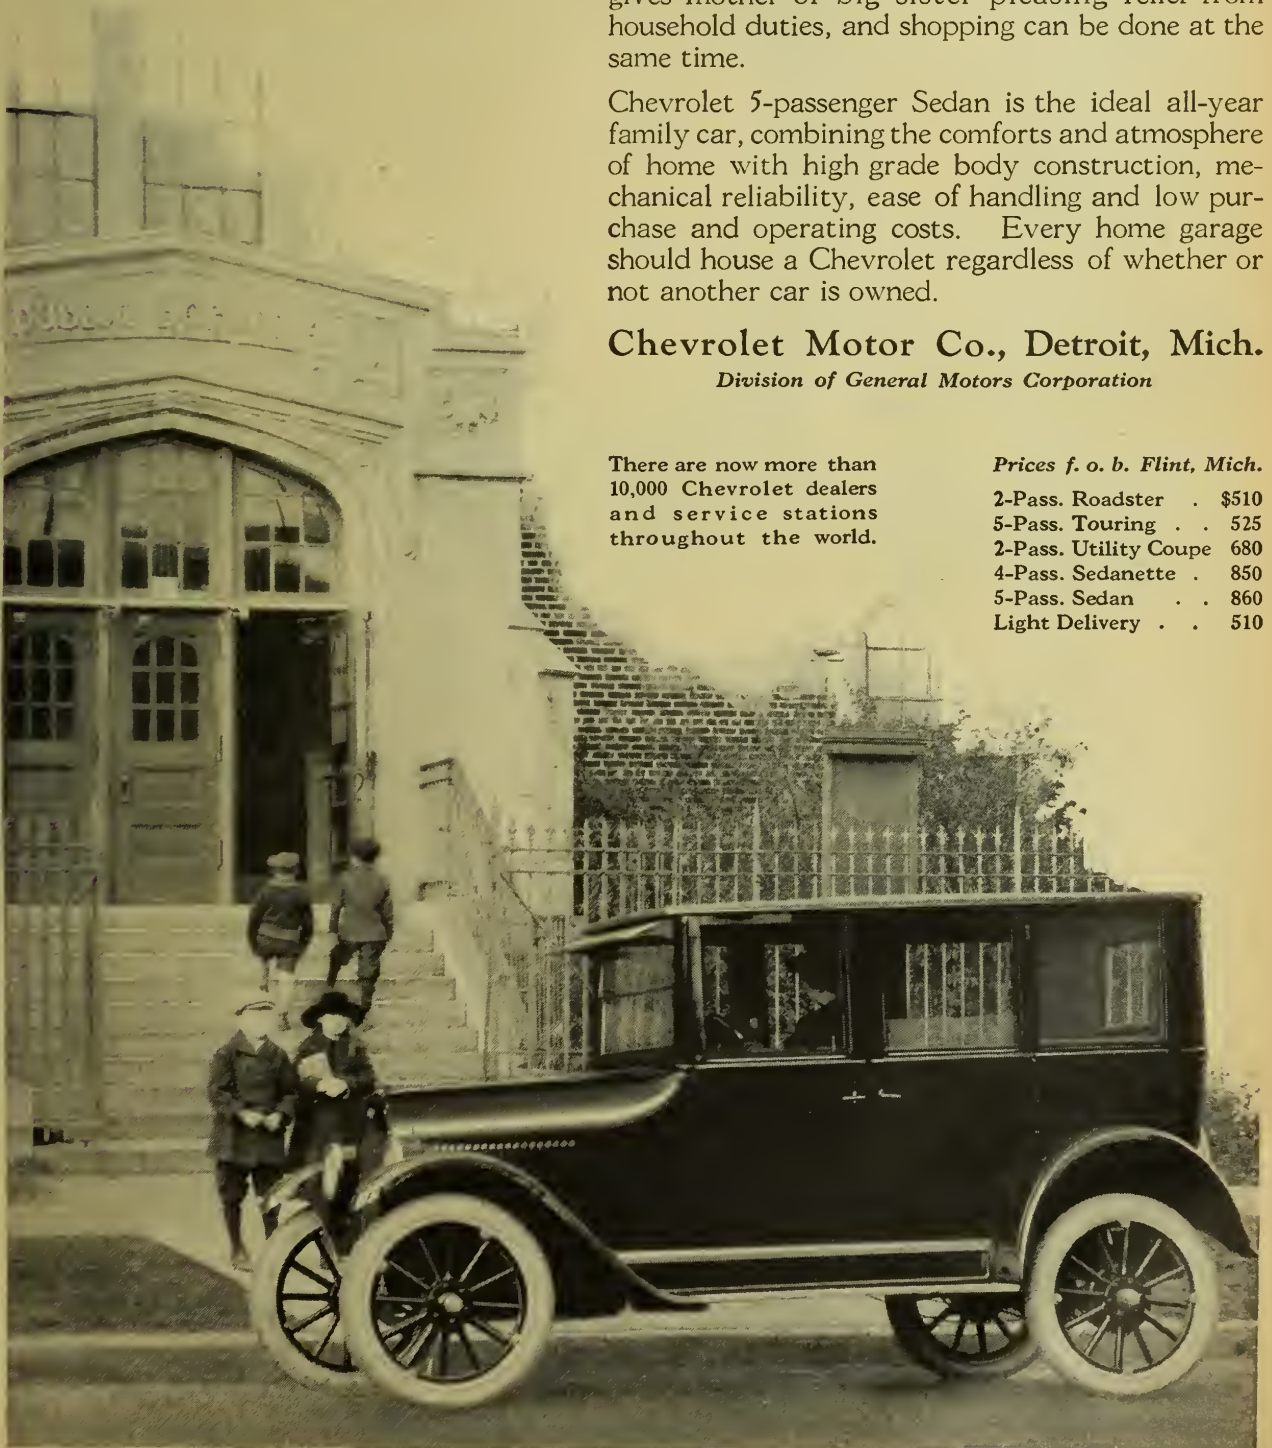 household duties, and shopping can be done at the
same time.
Chevrolet 5-passenger Sedan is the ideal all-year
family car, combining the comforts and atmosphere
of home with high grade body construction, me-
chanical reliability, ease of handling and low pur-
chase and operating costs. Every home garage
should house a Chevrolet regardless of whether or
not another car is owned.
Chevrolet Motor Co., Detroit, Mich.
Division of General Motors Corporation
There are now more than
10,000 Chevrolet dealers
and service stations
throughout the world.
Prices f. o. b. Flint, Mich.
2-Pass. Roadster . $510
5-Pass. Touring . . 525
2-Pass. Utility Coupe 680
4-Pass. Sedanette . 850
5-Pass. Sedan . . 860
Light Delivery . . 510